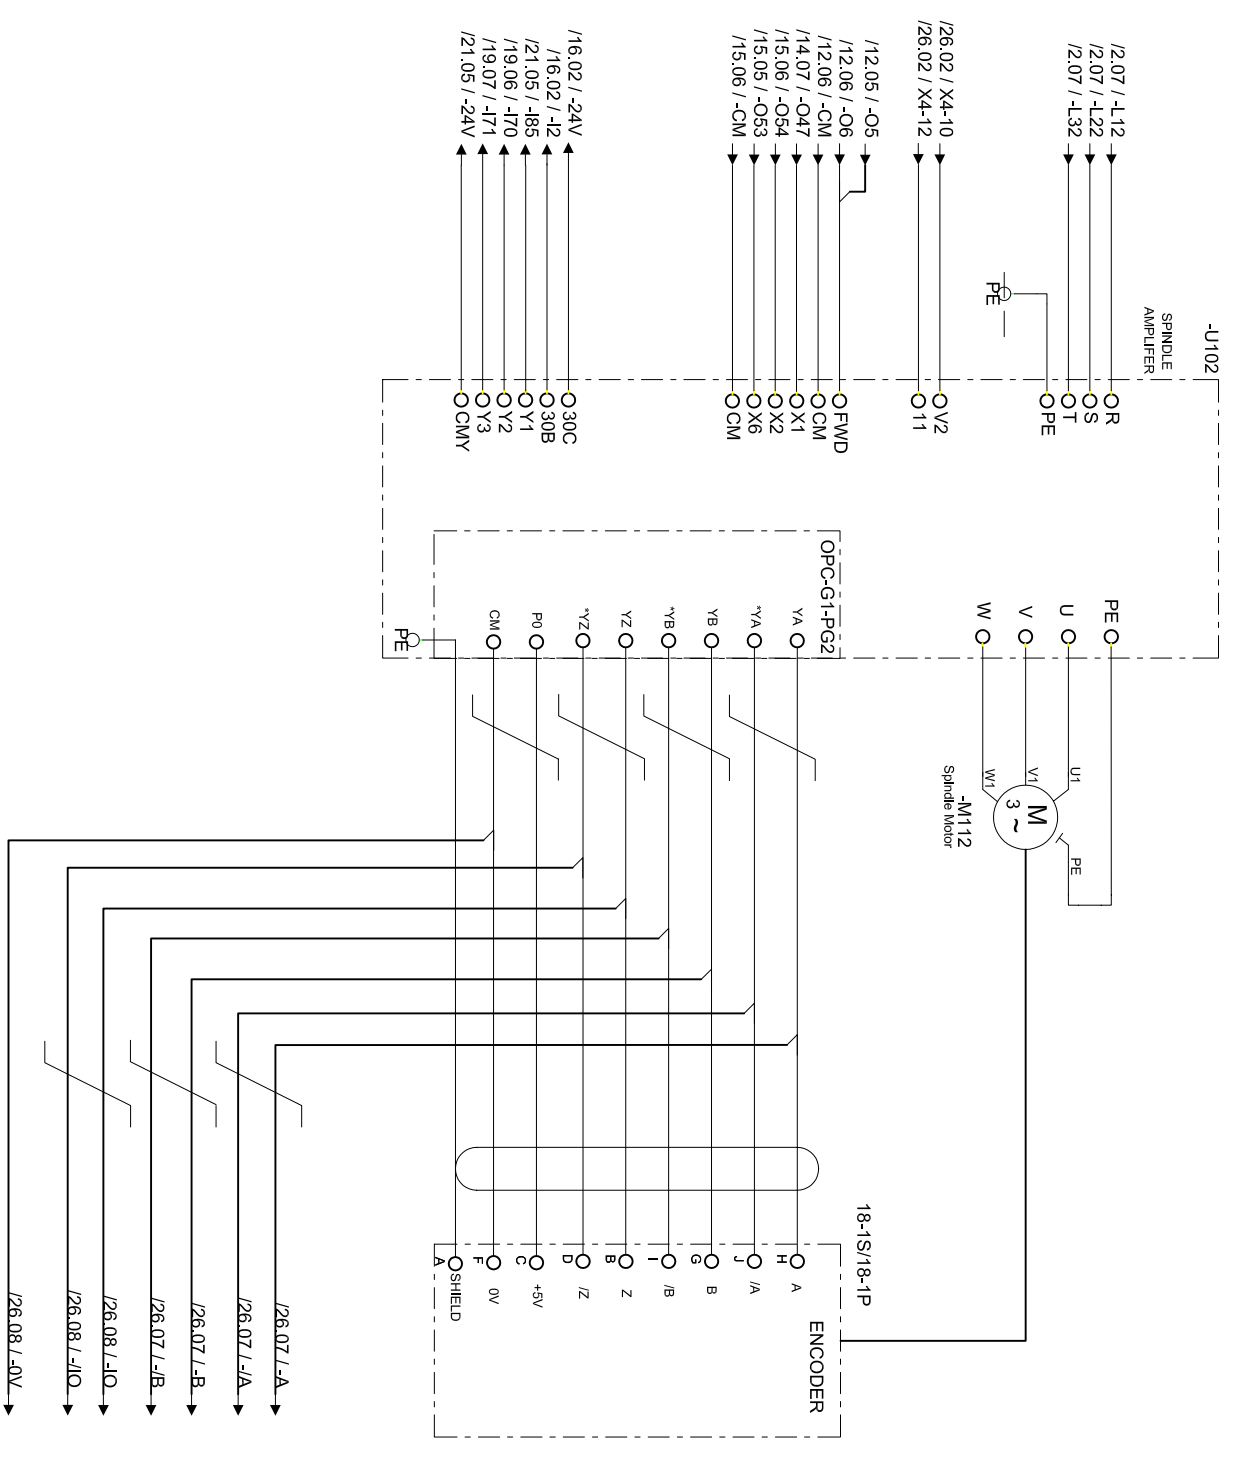 -U102
SPINDLE
AMPLIFER
/2.07 / -L12
/2.07 / -L22
/2.07 / -L32
/26.02 / X4-10
/26.02 / X4-12
/12.05 / -O5
/12.06 / -O6
/12.06 / -CM
/14.07 / -O47
/15.06 / -O54
/15.05 / -O53
/15.06 / -CM
/16.02 / -24V
/16.02 / -I2
/21.05 / -I85
/19.06 / -I70
/19.07 / -I71
/21.05 / -24V
PE
R
S
T
PE
V2
11
FWD
CM
X1
X2
X6
CM
30C
30B
Y1
Y2
Y3
CMY
OPC-G1-PG2
PE
U
V
W
YA
*YA
YB
*YB
YZ
*YZ
P0
CM
PE
U1
V1
W1
PE
M
3 ~
-M112
Spindle Motor
18-1S/18-1P
ENCODER
H
J
G
I
B
D
C
F
A
A
/A
B
/B
Z
/Z
+5V
0V
SHIELD
/26.07 / -A
/26.07 / -/A
/26.07 / -B
/26.07 / -/B
/26.08 / -IO
/26.08 / -/IO
/26.08 / -0V